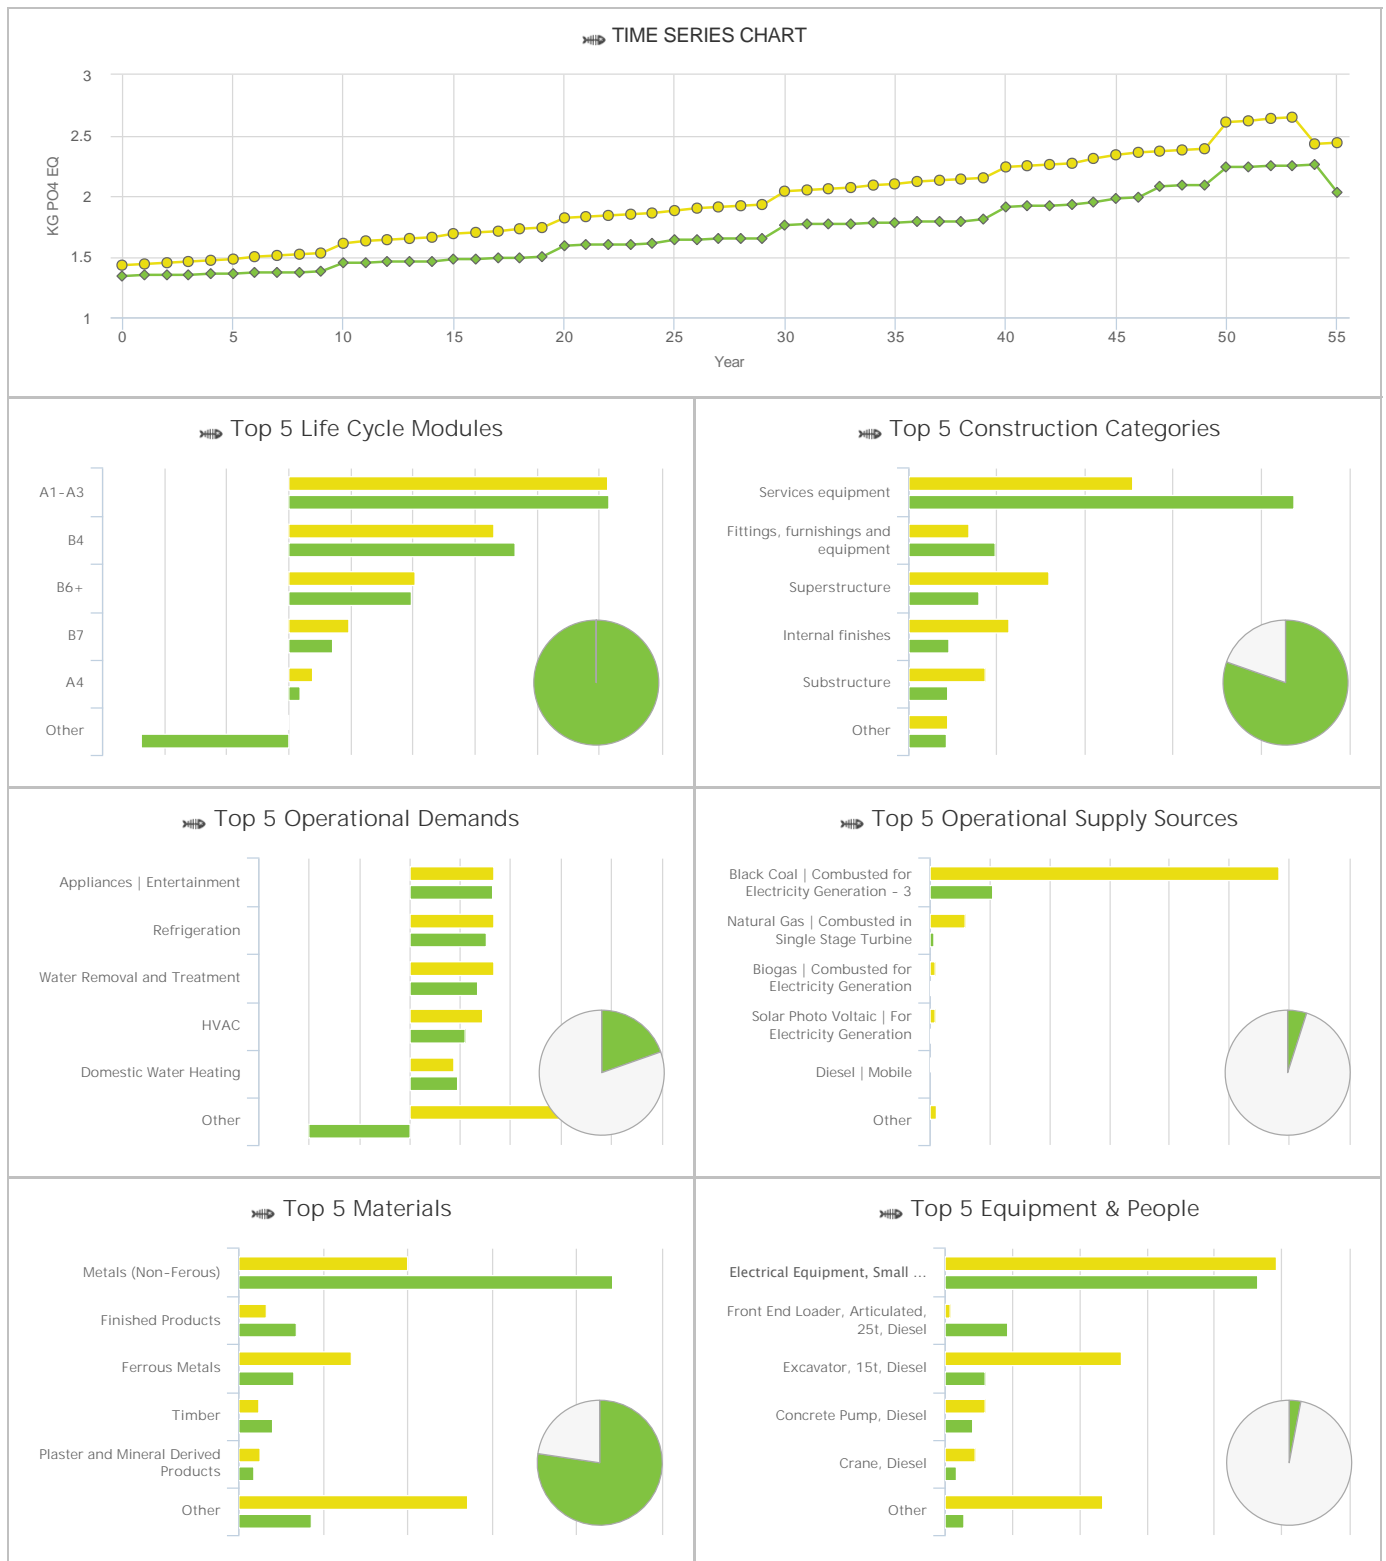 TIME SERIES CHART
KG PO4 EQ
3
2.5
2
1.5
1
0
5
10
15
20
25
30
35
40
45
50
55
Year
Top 5 Life Cycle Modules
A1-A3
B4
B6+
B7
A4
Other
Top 5 Construction Categories
Services equipment
Fittings, furnishings and
equipment
Superstructure
Internal finishes
Substructure
Other
Top 5 Operational Demands
Appliances | Entertainment
Refrigeration
Water Removal and Treatment
HVAC
Domestic Water Heating
Other
Top 5 Operational Supply Sources
Black Coal | Combusted for
Electricity Generation - 3
Natural Gas | Combusted in
Single Stage Turbine
Biogas | Combusted for
Electricity Generation
Solar Photo Voltaic | For
Electricity Generation
Diesel | Mobile
Other
Top 5 Materials
Metals (Non-Ferous)
Finished Products
Ferrous Metals
Timber
Plaster and Mineral Derived
Products
Other
Top 5 Equipment & People
Electrical Equipment, Small ...
Front End Loader, Articulated,
25t, Diesel
Excavator, 15t, Diesel
Concrete Pump, Diesel
Crane, Diesel
Other